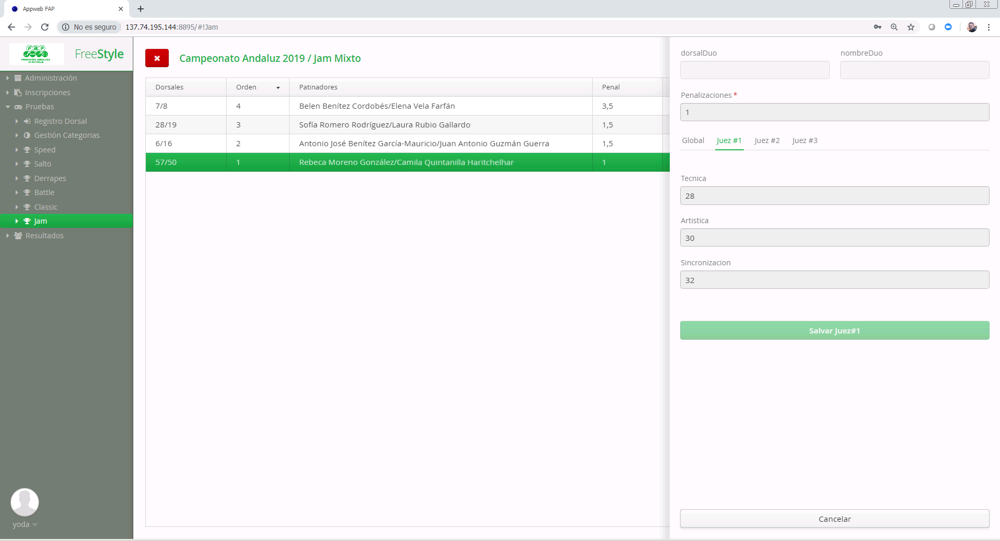 Appweb FAP
No es seguro
137.74.195.144:8895/#!Jam
FaP
FEDERACION ANDALUZA
DE PATINAJE
FreeStyle
Administración
Inscripciones
Pruebas
Registro Dorsal
Gestión Categorias
Speed
Salto
Derrapes
Battle
Classic
Jam
Resultados
yoda
Campeonato Andaluz 2019 / Jam Mixto
Dorsales Orden Patinadores Penal
7/8 4 Belen Benítez Cordobés/Elena Vela Farfán 3,5
28/19 3 Sofía Romero Rodríguez/Laura Rubio Gallardo 1,5
6/16 2 Antonio José Benítez García-Mauricio/Juan Antonio Guzmán Guerra 1,5
57/50 1 Rebeca Moreno González/Camila Quintanilla Haritchelhar 1
dorsalDuo nombreDuo
Penalizaciones *
1
Global Juez #1 Juez #2 Juez #3
Tecnica
28
Artistica
30
Sincronizacion
32
Salvar Juez#1
Cancelar